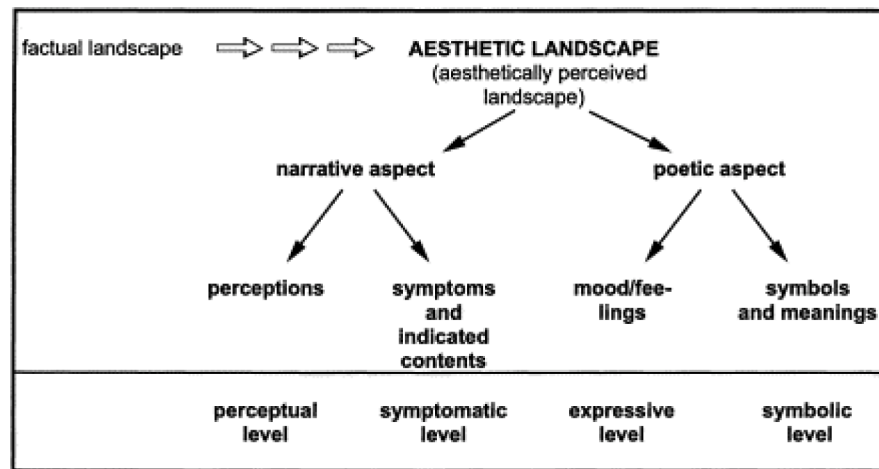 factual landscape
AESTHETIC LANDSCAPE
(aesthetically perceived
landscape)
narrative aspect
poetic aspect
perceptions
symptoms
and
indicated
contents
mood/fee-
lings
symbols
and meanings
perceptual
level
symptomatic
level
expressive
level
symbolic
level